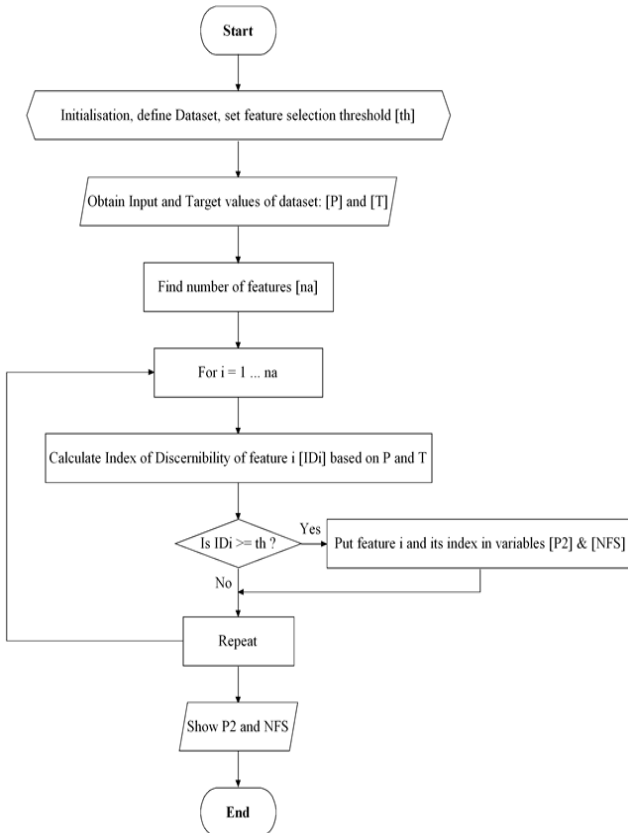 Start
Initialisation, define Dataset, set feature selection threshold [th]
Obtain Input and Target values of dataset: [P] and [T]
Find number of features [na]
For i = 1 ... na
Calculate Index of Discernibility of feature i [IDi] based on P and T
Is IDi >= th ?
Yes
Put feature i and its index in variables [P2] & [NFS]
No
Repeat
Show P2 and NFS
End